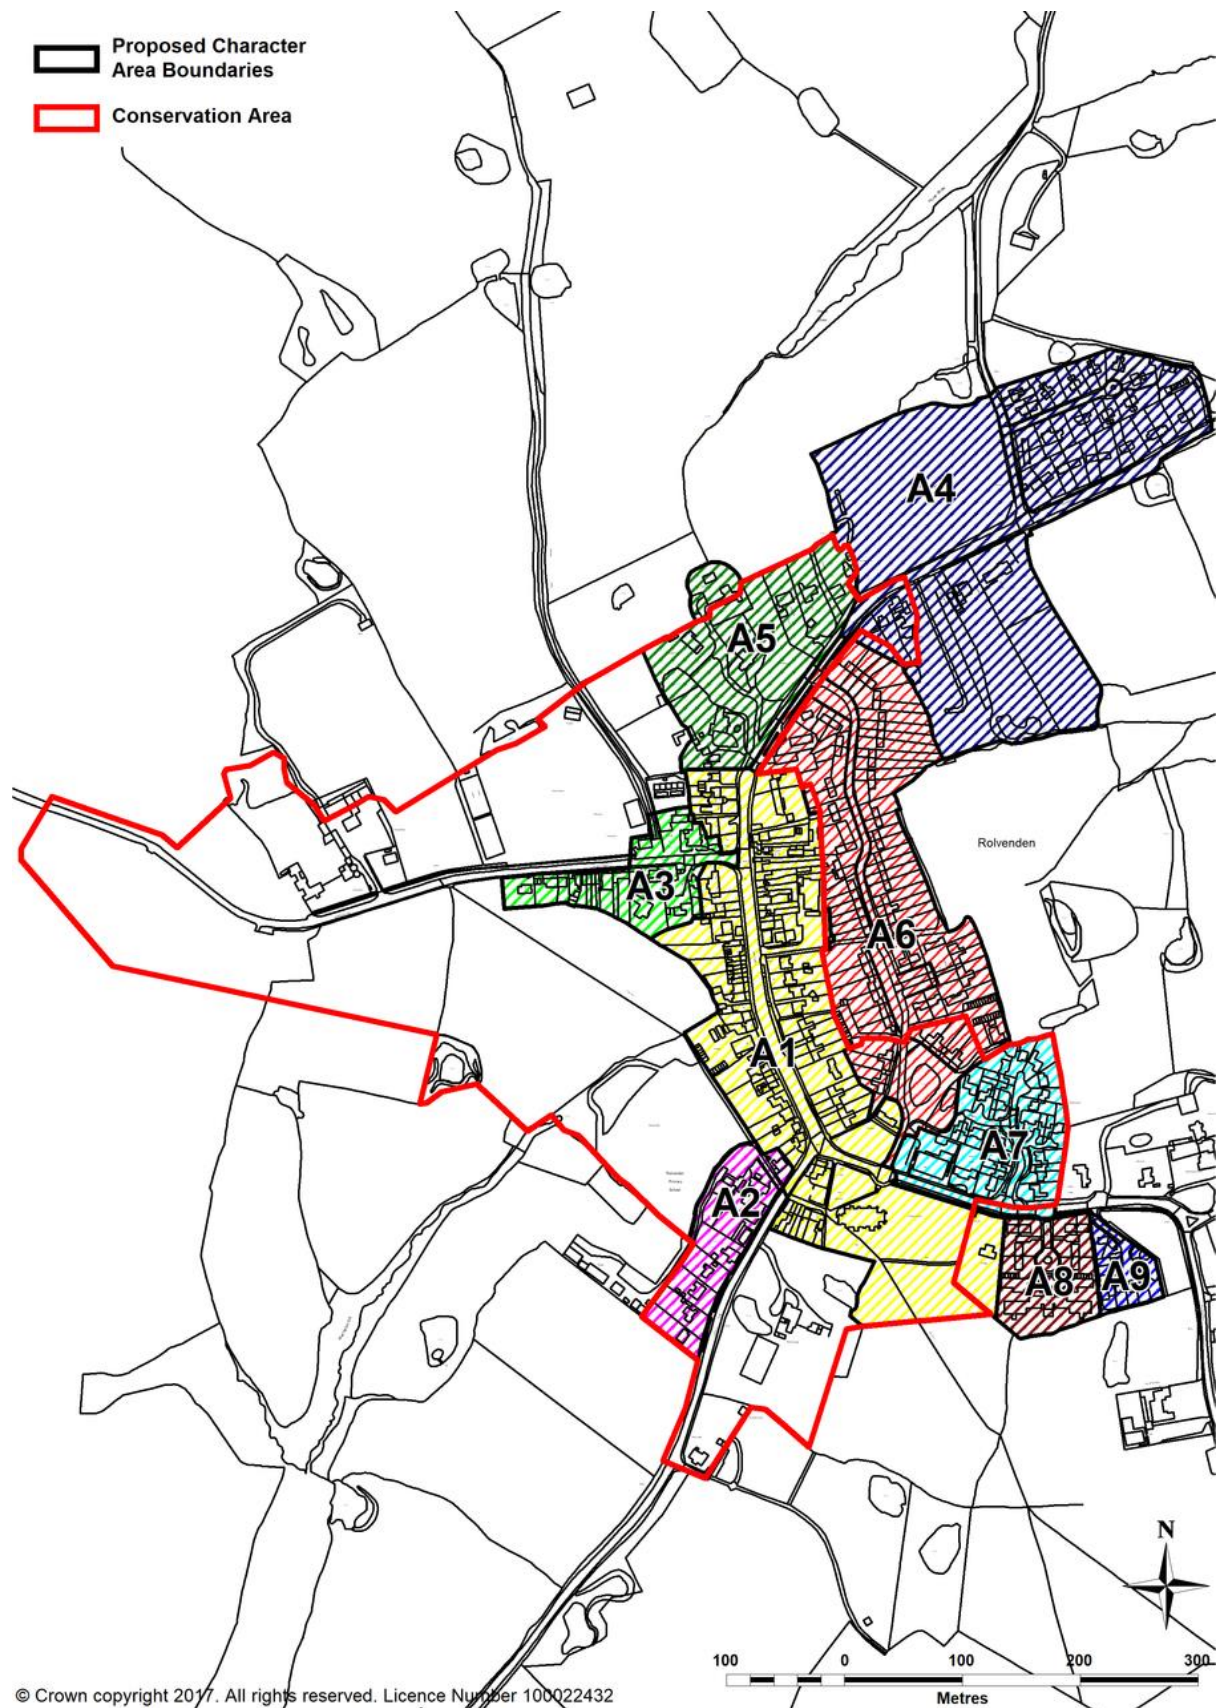 Proposed Character
Area Boundaries
Conservation Area
A4
A5
Rolvenden
A3
A6
A1
A7
A2
A8
A9
N
100 0 100 200 300
Metres
© Crown copyright 2017. All rights reserved. Licence Number 100022432